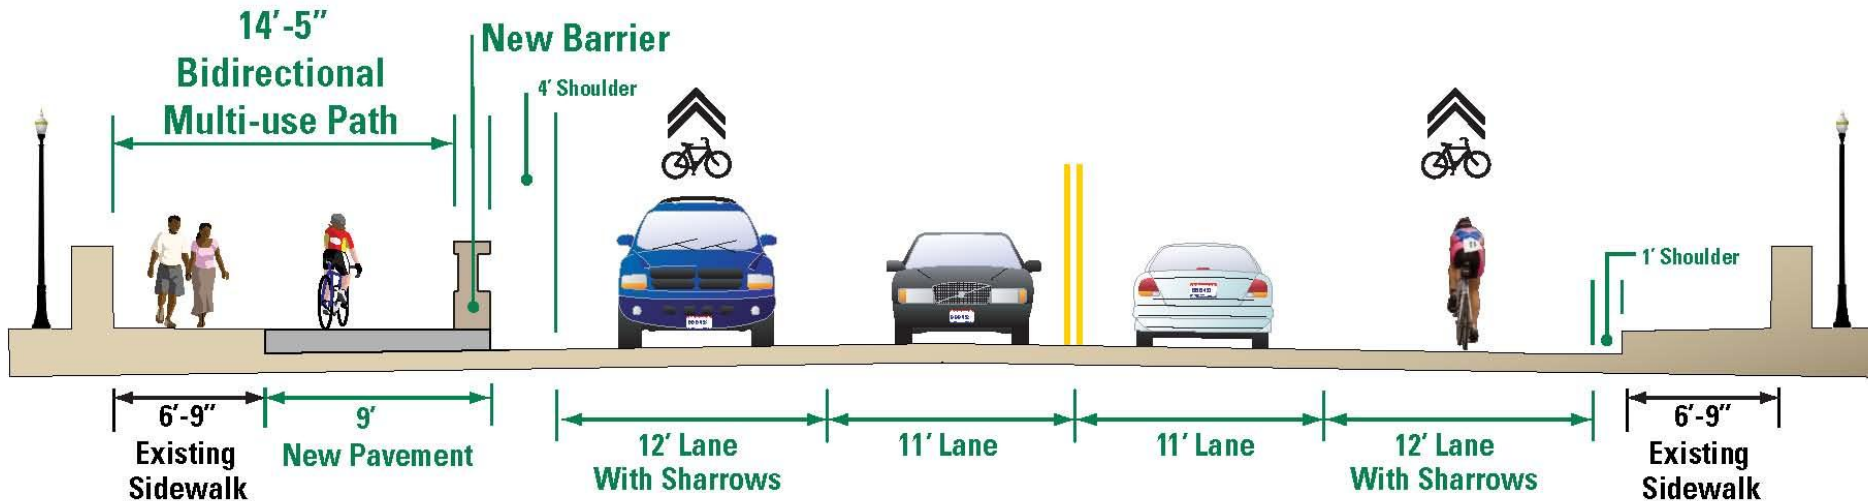 14′-5″
Bidirectional
Multi-use Path
New Barrier
4′ Shoulder
1′ Shoulder
6′-9″
Existing
Sidewalk
9′
New Pavement
12′ Lane
With Sharrows
11′ Lane
11′ Lane
12′ Lane
With Sharrows
6′-9″
Existing
Sidewalk